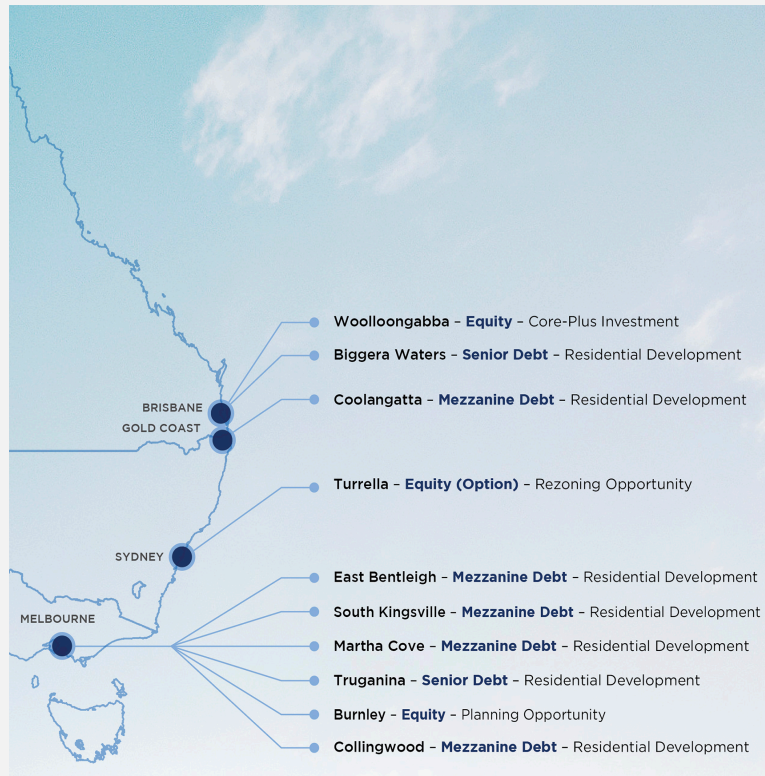 Woolloongabba – Equity – Core-Plus Investment
Biggera Waters – Senior Debt – Residential Development
Coolangatta – Mezzanine Debt – Residential Development
BRISBANE
GOLD COAST
Turrella – Equity (Option) – Rezoning Opportunity
SYDNEY
East Bentleigh – Mezzanine Debt – Residential Development
South Kingsville – Mezzanine Debt – Residential Development
MELBOURNE
Martha Cove – Mezzanine Debt – Residential Development
Truganina – Senior Debt – Residential Development
Burnley – Equity – Planning Opportunity
Collingwood – Mezzanine Debt – Residential Development